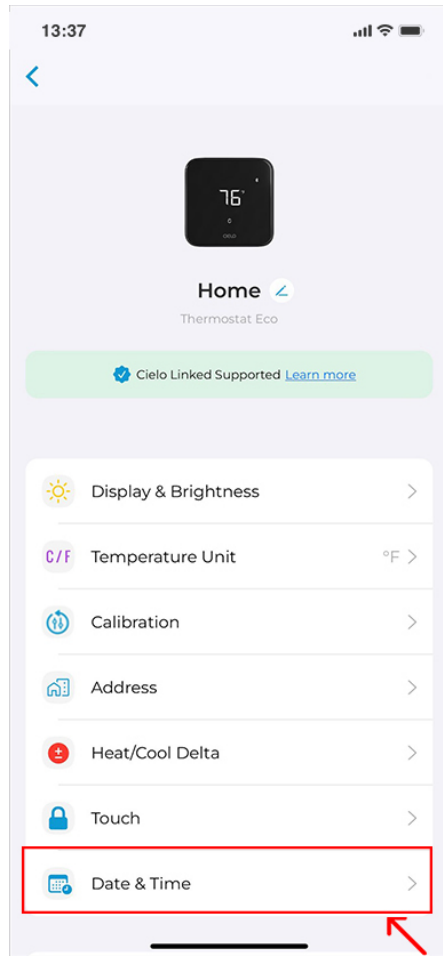 13:37
76°
CIELO
Home
Thermostat Eco
Cielo Linked Supported Learn more
Display & Brightness
C/F Temperature Unit °F
Calibration
Address
Heat/Cool Delta
Touch
Date & Time